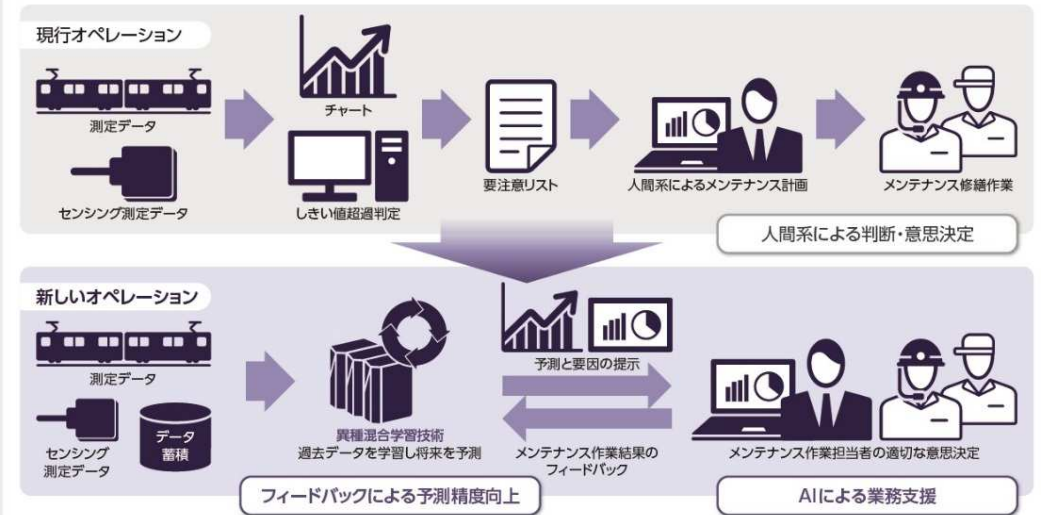 現行オペレーション
測定データ
センシング測定データ
チャート
しきい値超過判定
要注意リスト
人間系によるメンテナンス計画
メンテナンス修繕作業
人間系による判断・意思決定
新しいオペレーション
測定データ
センシング
測定データ
データ
蓄積
異種混合学習技術
過去データを学習し将来を予測
予測と要因の提示
メンテナンス作業結果の
フィードバック
メンテナンス作業担当者の適切な意思決定
フィードバックによる予測精度向上
AIによる業務支援